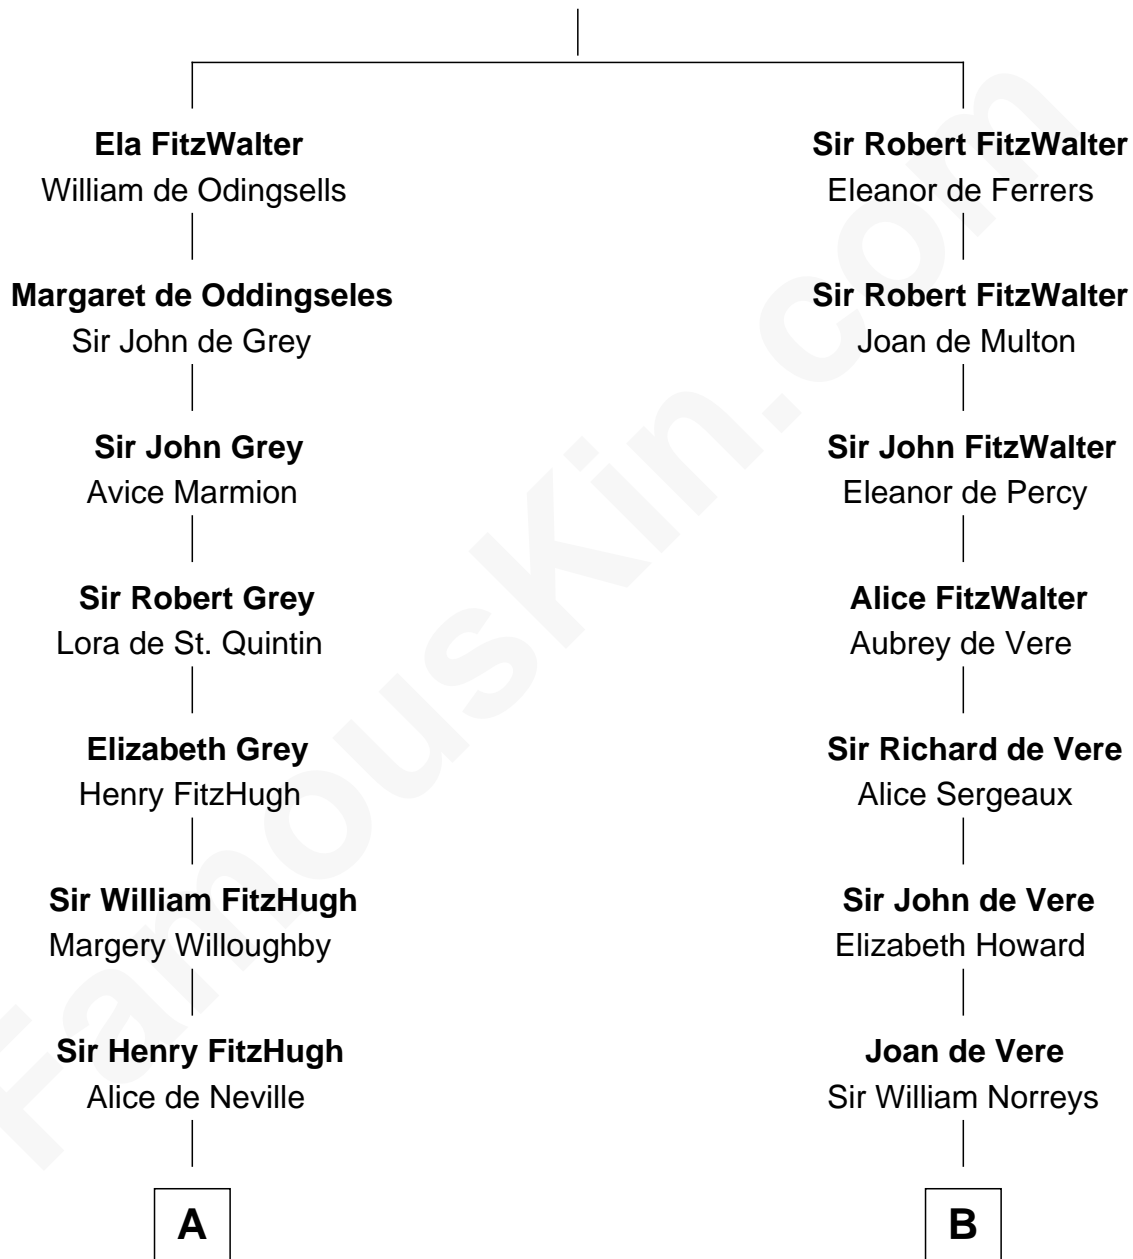 Ela FitzWalter
William de Odingsells
Margaret de Oddingseles
Sir John de Grey
Sir John Grey
Avice Marmion
Sir Robert Grey
Lora de St. Quintin
Elizabeth Grey
Henry FitzHugh
Sir William FitzHugh
Margery Willoughby
Sir Henry FitzHugh
Alice de Neville
A
Sir Robert FitzWalter
Eleanor de Ferrers
Sir Robert FitzWalter
Joan de Multon
Sir John FitzWalter
Eleanor de Percy
Alice FitzWalter
Aubrey de Vere
Sir Richard de Vere
Alice Sergeaux
Sir John de Vere
Elizabeth Howard
Joan de Vere
Sir William Norreys
B
FamousKin.com